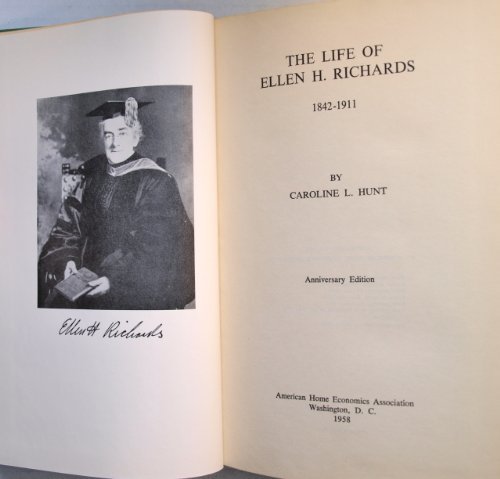 Ellen H Richards
THE LIFE OF
ELLEN H. RICHARDS
1842-1911
BY
CAROLINE L. HUNT
Anniversary Edition
American Home Economics Association
Washington, D. C.
1958